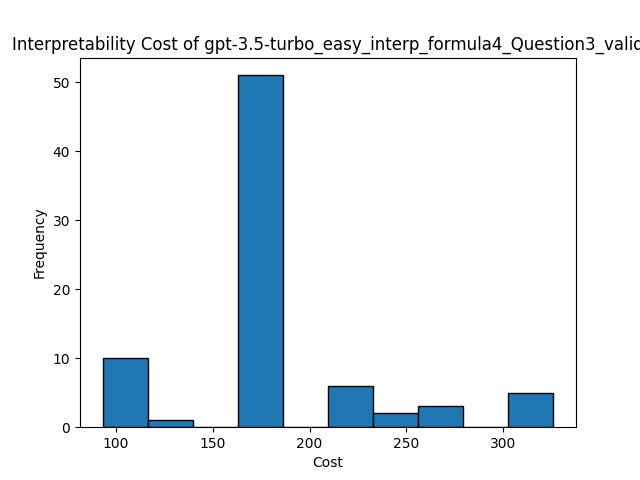 Interpretability Cost of gpt-3.5-turbo_easy_interp_formula4_Question3_valid
50
40
30
20
10
0
Frequency
100 150 200 250 300
Cost